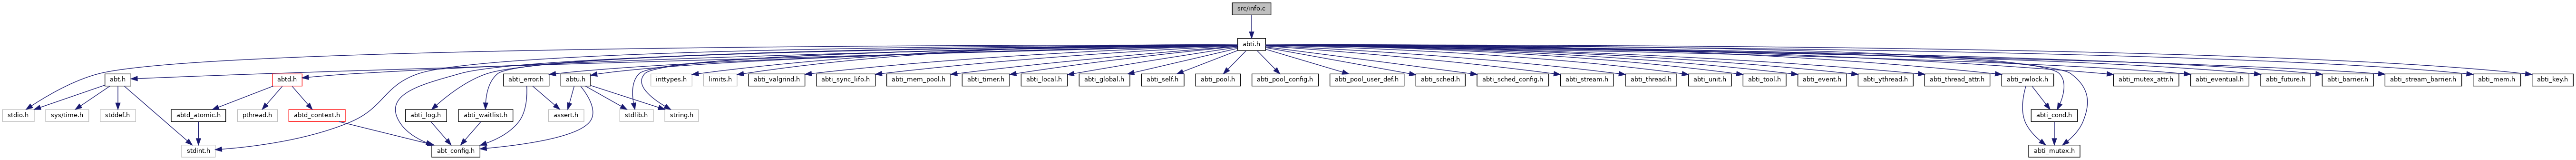 src/info.c
abti.h
abt.h
abtd.h
abti_error.h
abtu.h
inttypes.h
limits.h
abti_valgrind.h
abti_sync_lifo.h
abti_mem_pool.h
abti_timer.h
abti_local.h
abti_global.h
abti_self.h
abti_pool.h
abti_pool_config.h
abti_pool_user_def.h
abti_sched.h
abti_sched_config.h
abti_stream.h
abti_thread.h
abti_unit.h
abti_tool.h
abti_event.h
abti_ythread.h
abti_thread_attr.h
abti_rwlock.h
abti_mutex_attr.h
abti_eventual.h
abti_future.h
abti_barrier.h
abti_stream_barrier.h
abti_mem.h
abti_key.h
stdio.h
sys/time.h
stddef.h
abtd_atomic.h
pthread.h
abtd_context.h
abti_log.h
abti_waitlist.h
assert.h
stdlib.h
string.h
abti_cond.h
stdint.h
abt_config.h
abti_mutex.h